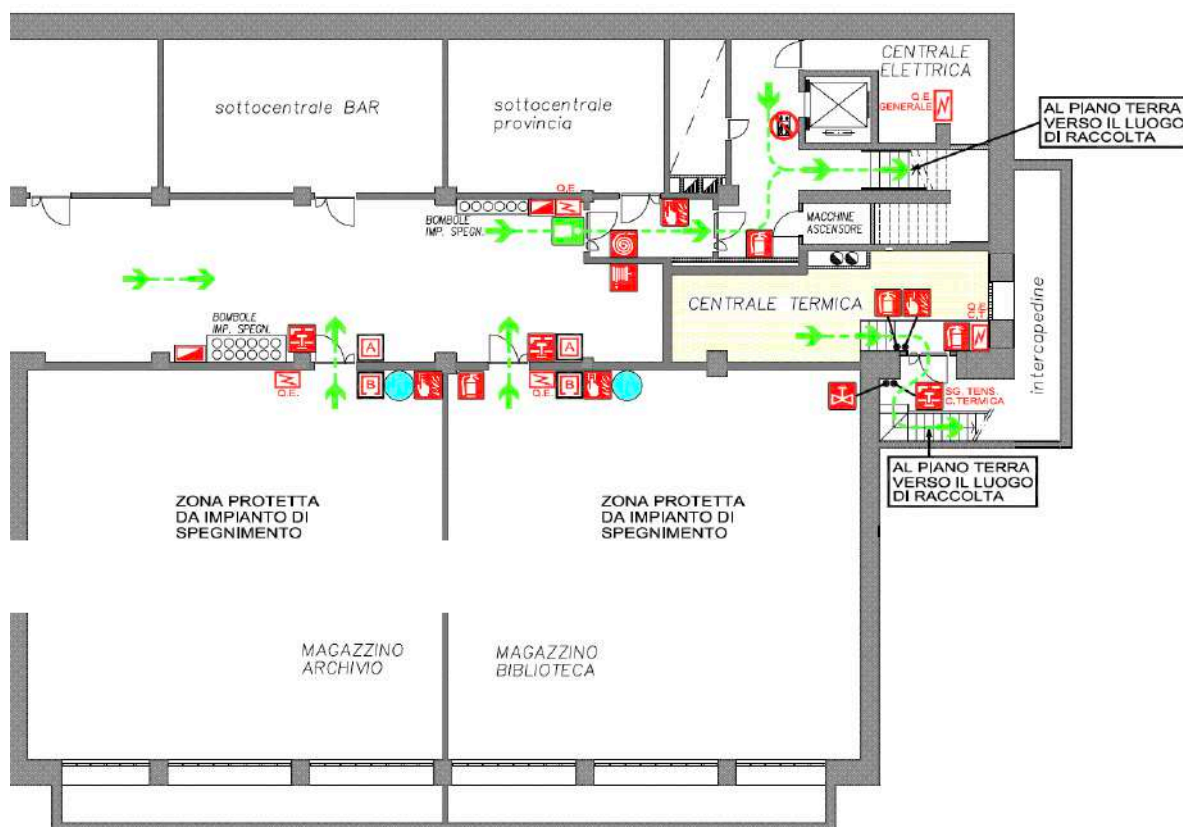 CENTRALE
ELETTRICA
sottocentrale BAR
sottocentrale
provincia
Q.E.
GENERALE
AL PIANO TERRA
VERSO IL LUOGO
DI RACCOLTA
Q.E.
BOMBOLE
IMP. SPEGN.
MACCHINE
ASCENSORE
CENTRALE TERMICA
intercapedine
BOMBOLE
IMP. SPEGN.
Q.E.
C.T.
A
A
B
B
Q.E.
Q.E.
SG. TENS.
C.TERMICA
AL PIANO TERRA
VERSO IL LUOGO
DI RACCOLTA
ZONA PROTETTA
DA IMPIANTO DI
SPEGNIMENTO
ZONA PROTETTA
DA IMPIANTO DI
SPEGNIMENTO
MAGAZZINO
ARCHIVIO
MAGAZZINO
BIBLIOTECA